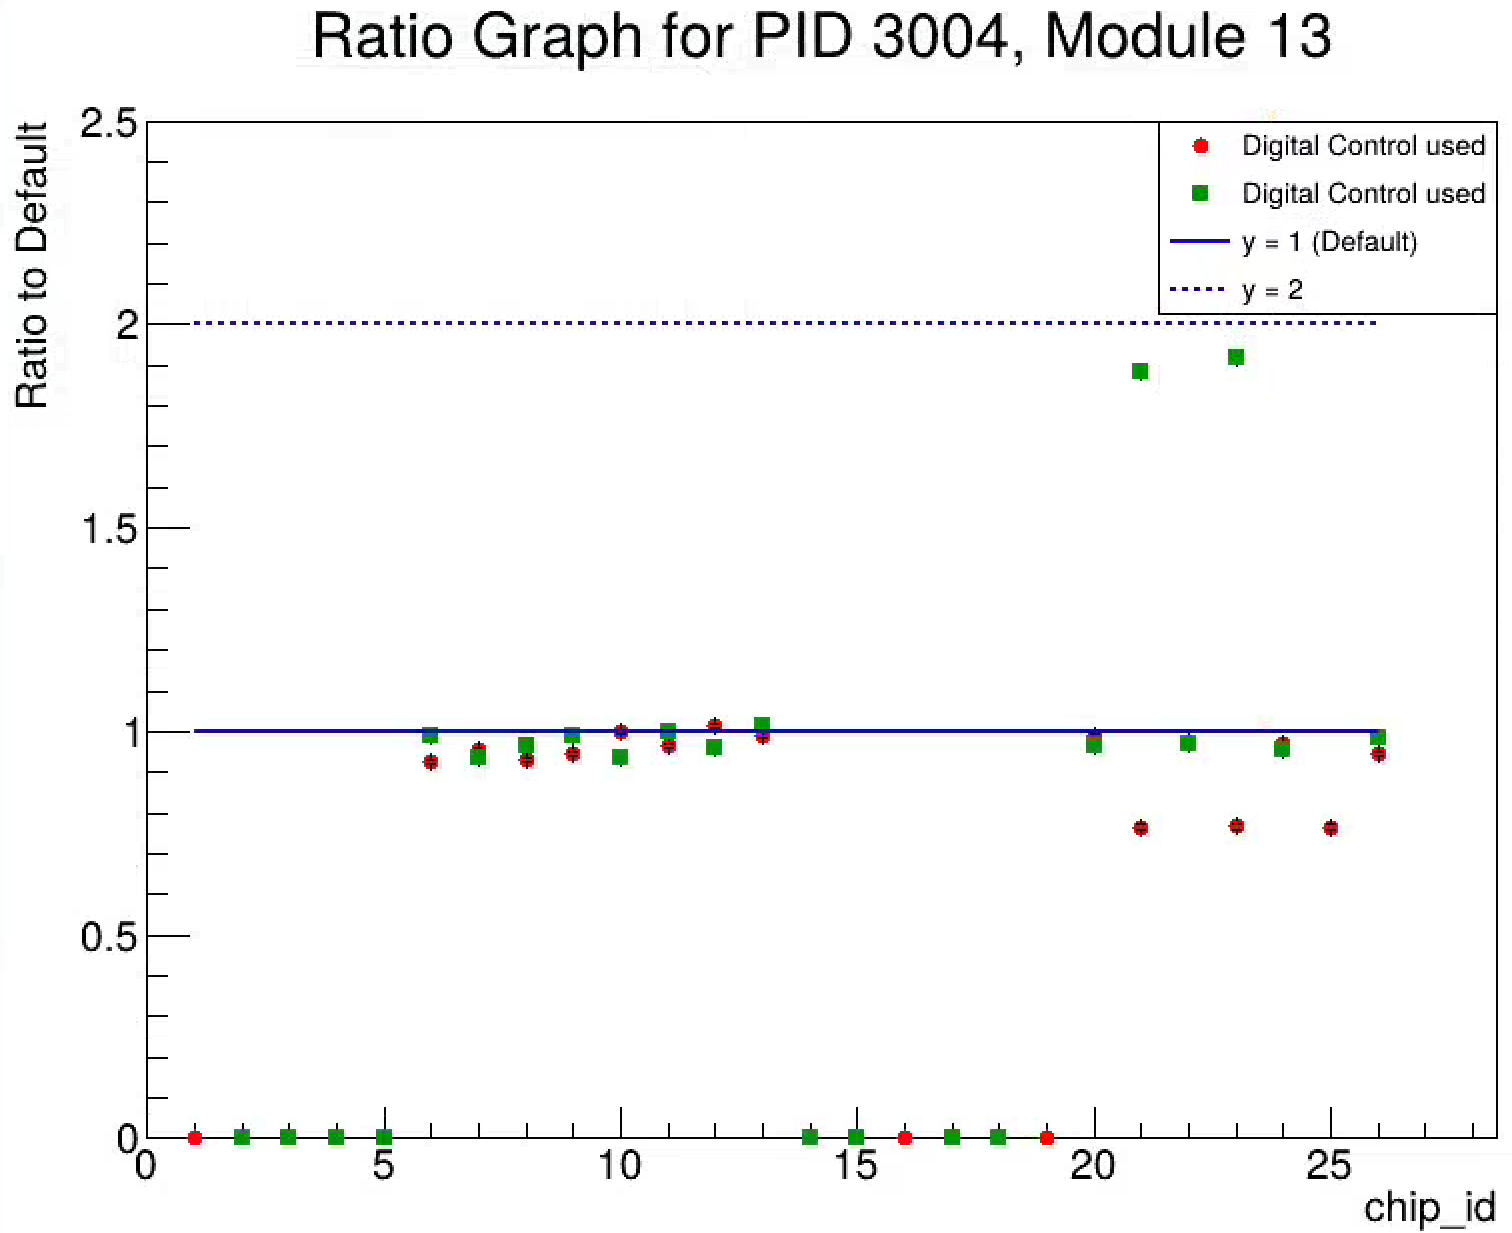 Ratio Graph for PID 3004, Module 13
Ratio to Default
2.5
2
1.5
1
0.5
0
Digital Control used
Digital Control used
y = 1 (Default)
y = 2
0 5 10 15 20 25
chip_id